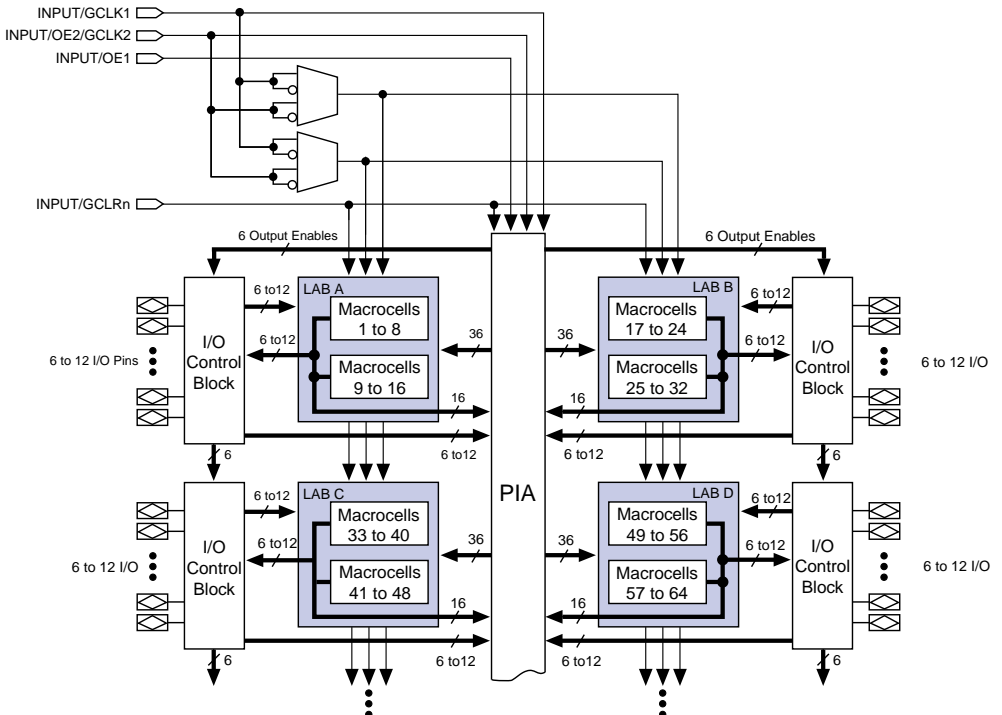 INPUT/GCLK1
INPUT/OE2/GCLK2
INPUT/OE1
INPUT/GCLRn
6 Output Enables
6 Output Enables
6 to12
LAB A
Macrocells
1 to 8
Macrocells
9 to 16
6 to12
I/O
Control
Block
6 to 12 I/O Pins
36
16
6 to12
6
36
16
6 to12
LAB B
Macrocells
17 to 24
Macrocells
25 to 32
6 to12
6 to12
I/O
Control
Block
6 to 12 I/O
6
PIA
6 to12
LAB C
Macrocells
33 to 40
Macrocells
41 to 48
6 to12
I/O
Control
Block
6 to 12 I/O
36
16
6 to12
6
36
16
6 to12
LAB D
Macrocells
49 to 56
Macrocells
57 to 64
6 to12
6 to12
I/O
Control
Block
6 to 12 I/O
6